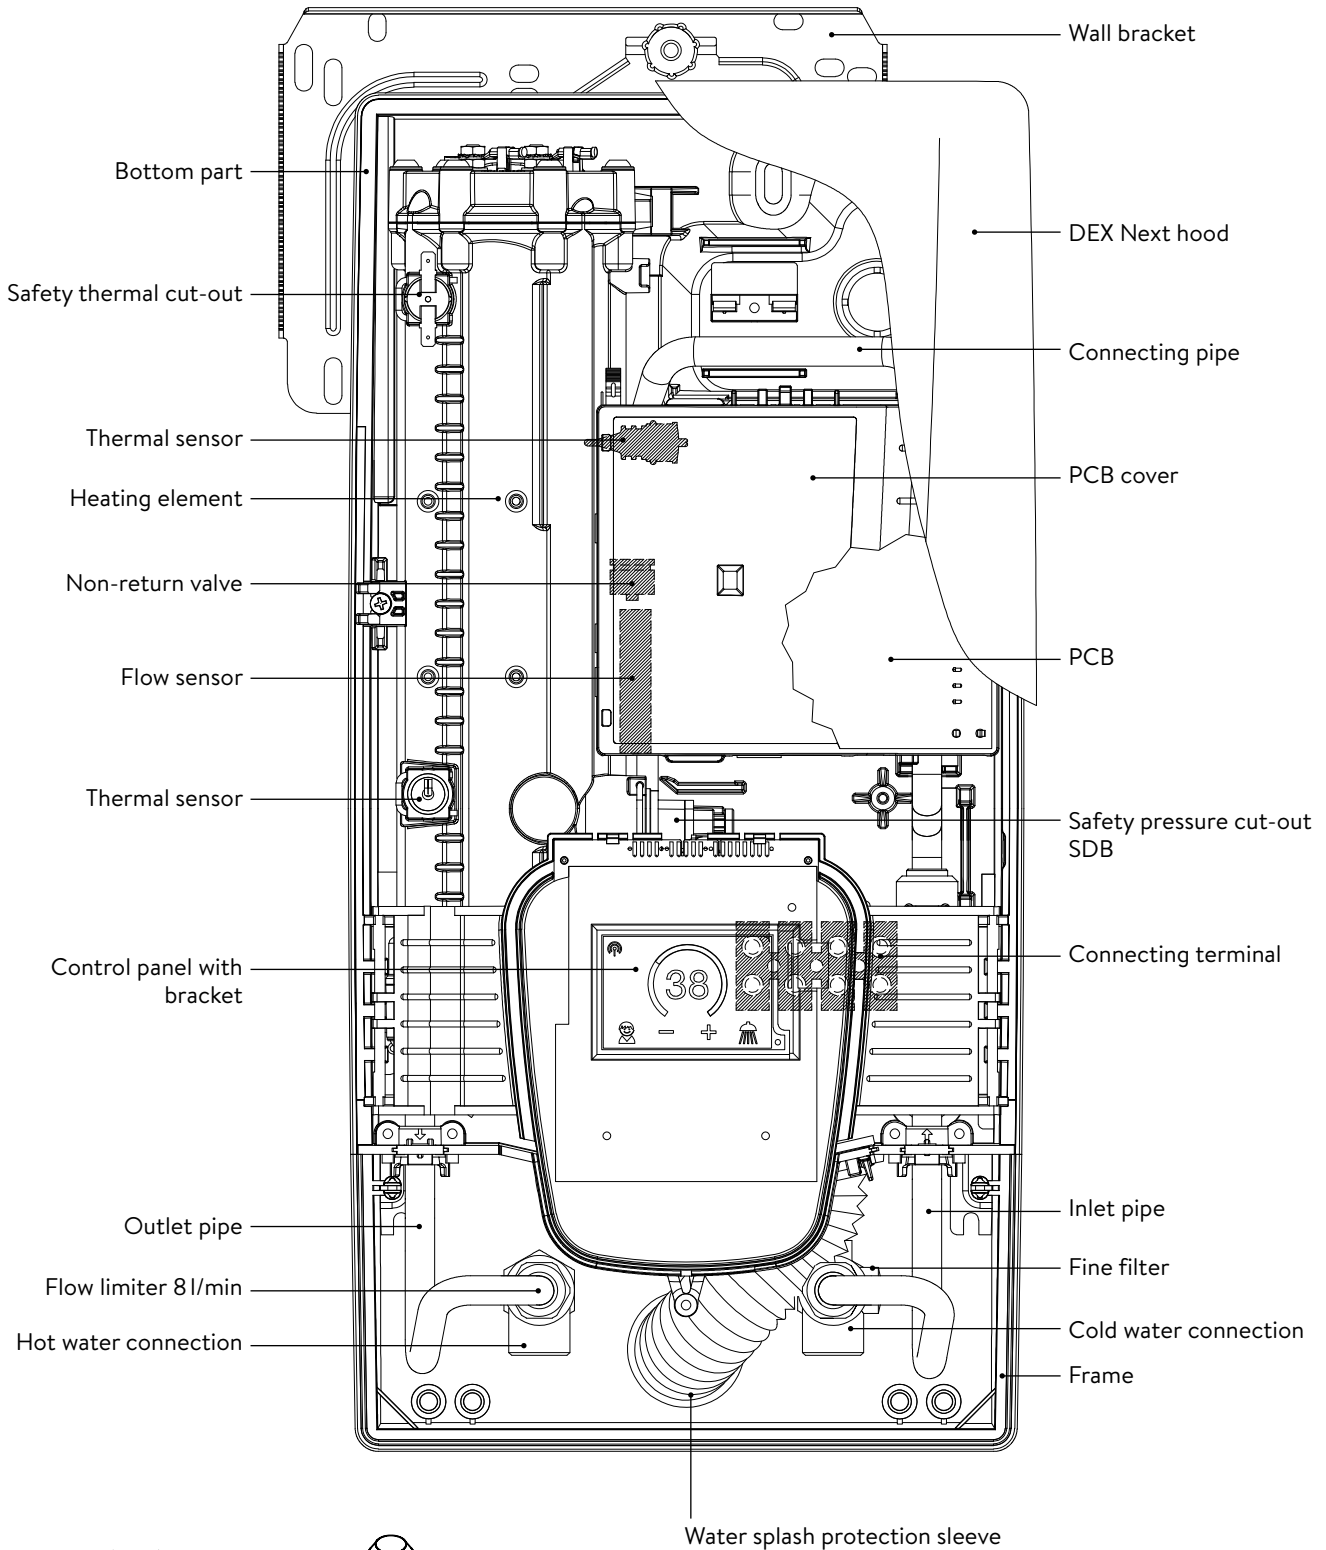 Wall bracket
Bottom part
DEX Next hood
Safety thermal cut-out
Connecting pipe
Thermal sensor
PCB cover
Heating element
Non-return valve
PCB
Flow sensor
Thermal sensor
Safety pressure cut-out
SDB
Connecting terminal
Control panel with
bracket
38
Inlet pipe
Outlet pipe
Fine filter
Flow limiter 8 l/min
Cold water connection
Hot water connection
Frame
Water splash protection sleeve